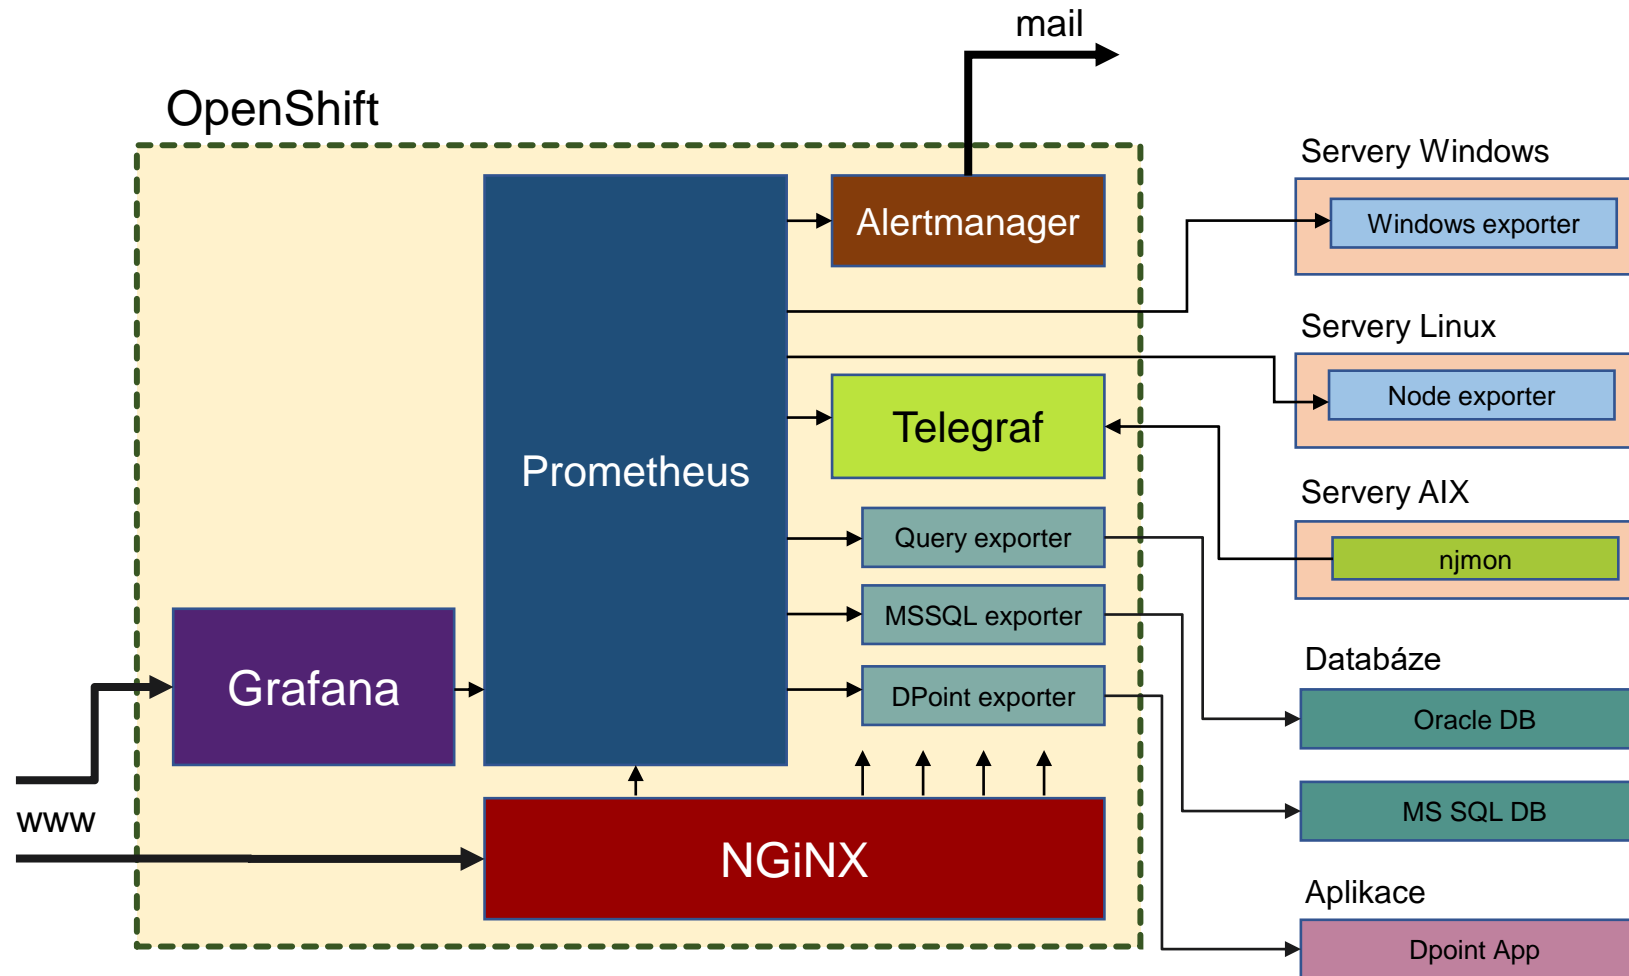 mail
OpenShift
Servery Windows
Alertmanager
Windows exporter
Servery Linux
Node exporter
Telegraf
Prometheus
Servery AIX
Query exporter
njmon
MSSQL exporter
Databáze
Grafana
DPoint exporter
Oracle DB
www
MS SQL DB
NGiNX
Aplikace
Dpoint App